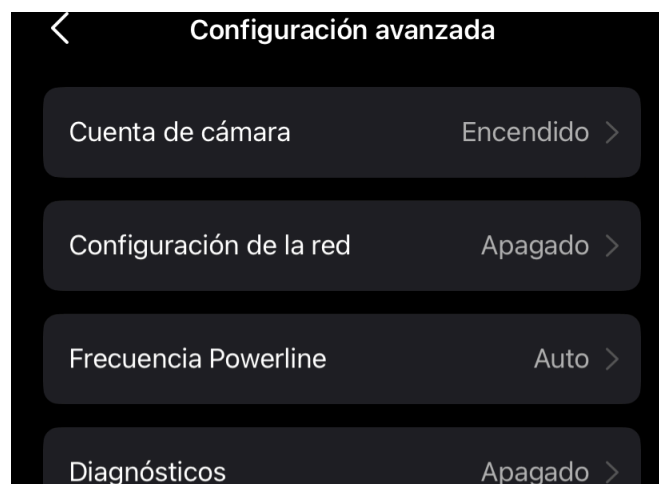 Configuración avanzada
Cuenta de cámara Encendido
Configuración de la red Apagado
Frecuencia Powerline Auto
Diagnósticos Apagado